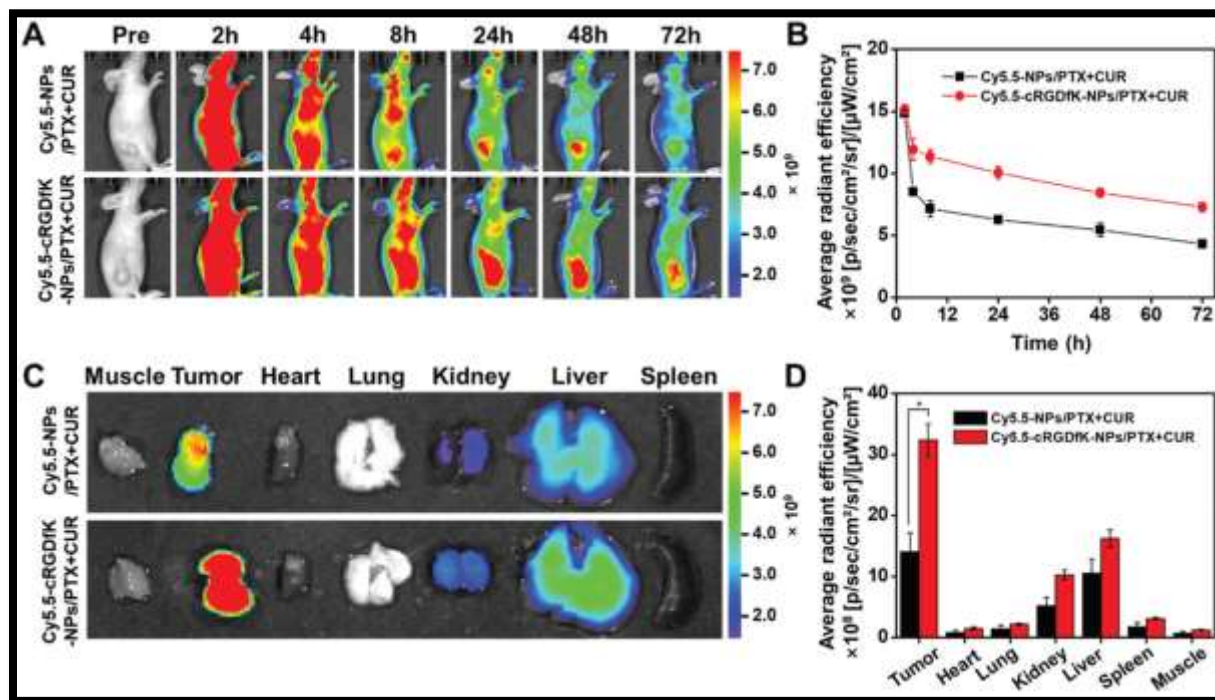 A
Pre 2h 4h 8h 24h 48h 72h
Cy5.5-NPs
/PTX+CUR
Cy5.5-cRGDfK
-NPs/PTX+CUR
7.0
6.0
5.0
4.0
3.0
2.0
× 10⁹
B
Average radiant efficiency
×10⁹ [p/sec/cm²/sr]/[µW/cm²]
20
15
10
5
0
Cy5.5-NPs/PTX+CUR
Cy5.5-cRGDfK-NPs/PTX+CUR
0 12 24 36 48 60 72
Time (h)
C
Muscle Tumor Heart Lung Kidney Liver Spleen
Cy5.5-NPs
/PTX+CUR
Cy5.5-cRGDfK
-NPs/PTX+CUR
7.0
6.0
5.0
4.0
3.0
2.0
× 10⁹
D
Average radiant efficiency
×10⁸ [p/sec/cm²/sr]/[µW/cm²]
40
30
20
10
0
*
Cy5.5-NPs/PTX+CUR
Cy5.5-cRGDfK-NPs/PTX+CUR
Tumor Heart Lung Kidney Liver Spleen Muscle